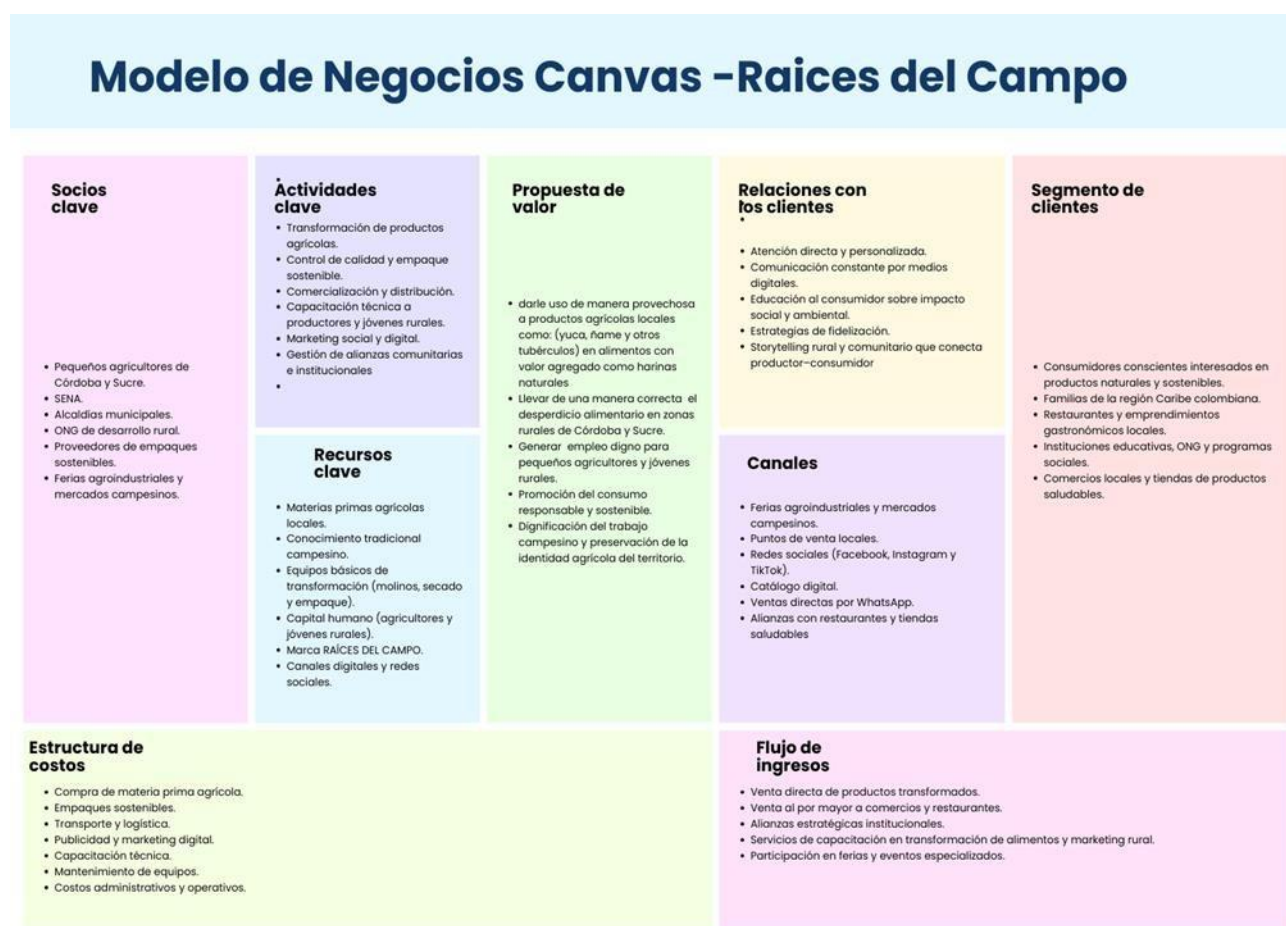 Modelo de Negocios Canvas -Raices del Campo
Socios
clave
• Pequeños agricultores de
Córdoba y Sucre.
• SENA.
• Alcaldías municipales.
• ONG de desarrollo rural.
• Proveedores de empaques
sostenibles.
• Ferias agroindustriales y
mercados campesinos.
Actividades
clave
• Transformación de productos
agrícolas.
• Control de calidad y empaque
sostenible.
• Comercialización y distribución.
• Capacitación técnica a
productores y jóvenes rurales.
• Marketing social y digital.
• Gestión de alianzas comunitarias
e institucionales
•
Recursos
clave
• Materias primas agrícolas
locales.
• Conocimiento tradicional
campesino.
• Equipos básicos de
transformación (molinos, secado
y empaque).
• Capital humano (agricultores y
jóvenes rurales).
• Marca RAÍCES DEL CAMPO.
• Canales digitales y redes
sociales.
Propuesta de
valor
• darle uso de manera provechosa
a productos agrícolas locales
como: (yuca, ñame y otros
tubérculos) en alimentos con
valor agregado como harinas
naturales
• Llevar de una manera correcta el
desperdicio alimentario en zonas
rurales de Córdoba y Sucre.
• Generar empleo digno para
pequeños agricultores y jóvenes
rurales.
• Promoción del consumo
responsable y sostenible.
• Dignificación del trabajo
campesino y preservación de la
identidad agrícola del territorio.
Relaciones con
los clientes
• Atención directa y personalizada.
• Comunicación constante por medios
digitales.
• Educación al consumidor sobre impacto
social y ambiental.
• Estrategias de fidelización.
• Storytelling rural y comunitario que conecta
productor–consumidor
Canales
• Ferias agroindustriales y mercados
campesinos.
• Puntos de venta locales.
• Redes sociales (Facebook, Instagram y
TikTok).
• Catálogo digital.
• Ventas directas por WhatsApp.
• Alianzas con restaurantes y tiendas
saludables
Segmento de
clientes
• Consumidores conscientes interesados en
productos naturales y sostenibles.
• Familias de la región Caribe colombiana.
• Restaurantes y emprendimientos
gastronómicos locales.
• Instituciones educativas, ONG y programas
sociales.
• Comercios locales y tiendas de productos
saludables.
Estructura de
costos
• Compra de materia prima agrícola.
• Empaques sostenibles.
• Transporte y logística.
• Publicidad y marketing digital.
• Capacitación técnica.
• Mantenimiento de equipos.
• Costos administrativos y operativos.
Flujo de
ingresos
• Venta directa de productos transformados.
• Venta al por mayor a comercios y restaurantes.
• Alianzas estratégicas institucionales.
• Servicios de capacitación en transformación de alimentos y marketing rural.
• Participación en ferias y eventos especializados.